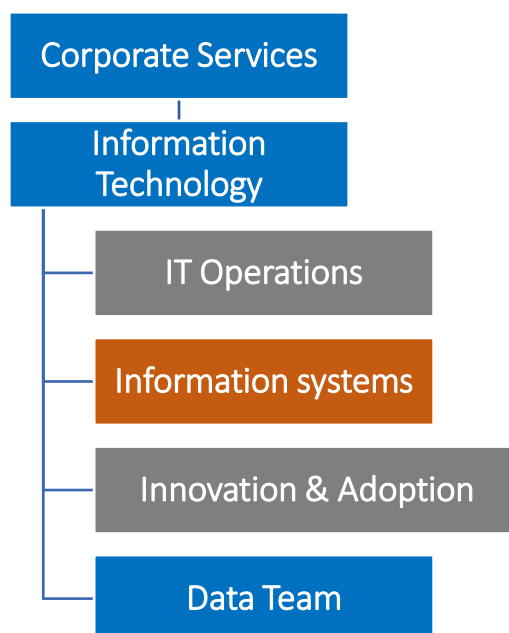 Corporate Services
Information
Technology
IT Operations
Information systems
Innovation & Adoption
Data Team